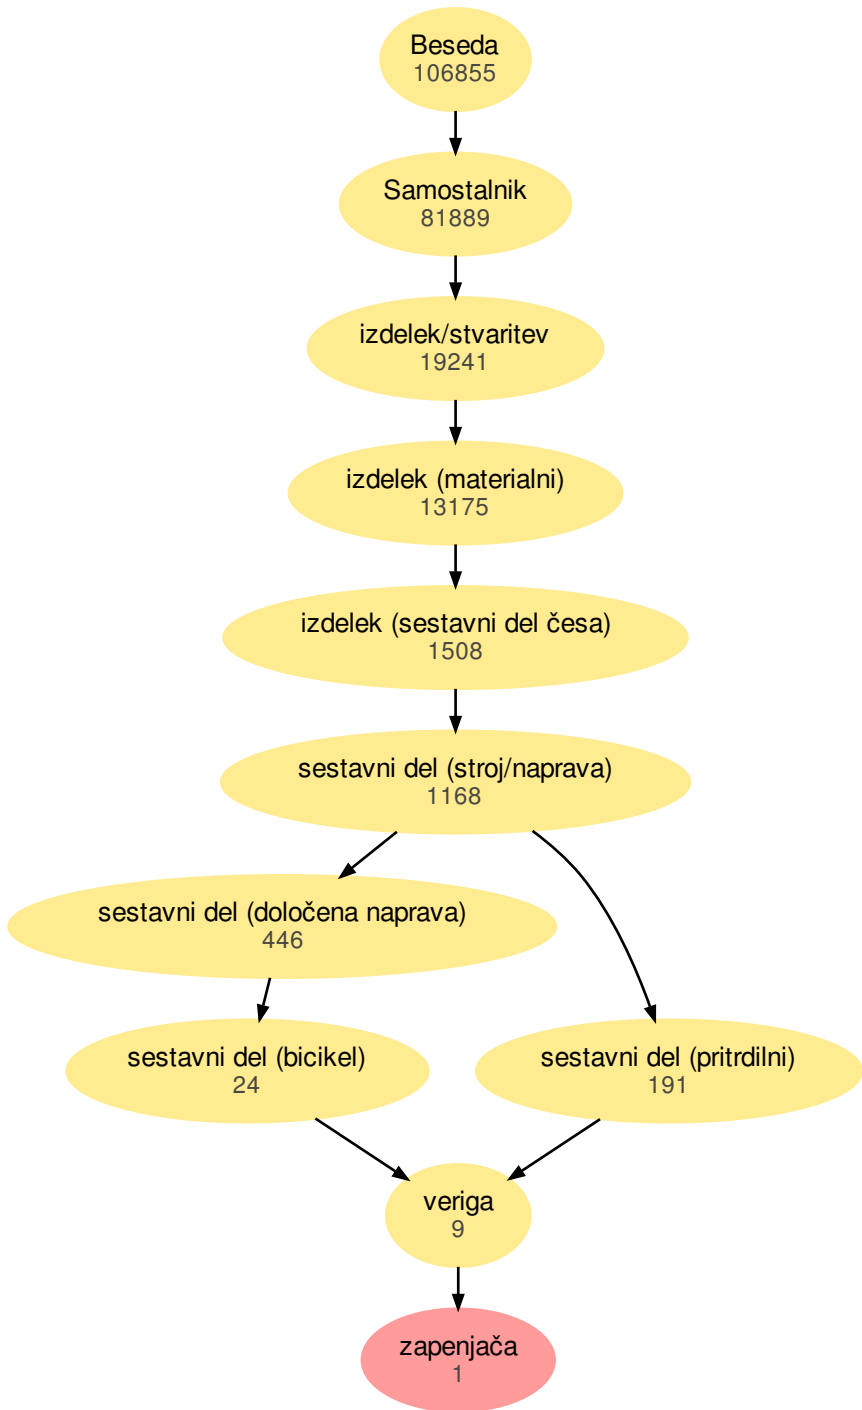 Beseda
106855
Samostalnik
81889
izdelek/stvaritev
19241
izdelek (materialni)
13175
izdelek (sestavni del česa)
1508
sestavni del (stroj/naprava)
1168
sestavni del (določena naprava)
446
sestavni del (bicikel)
24
sestavni del (pritrdilni)
191
veriga
9
zapenjača
1